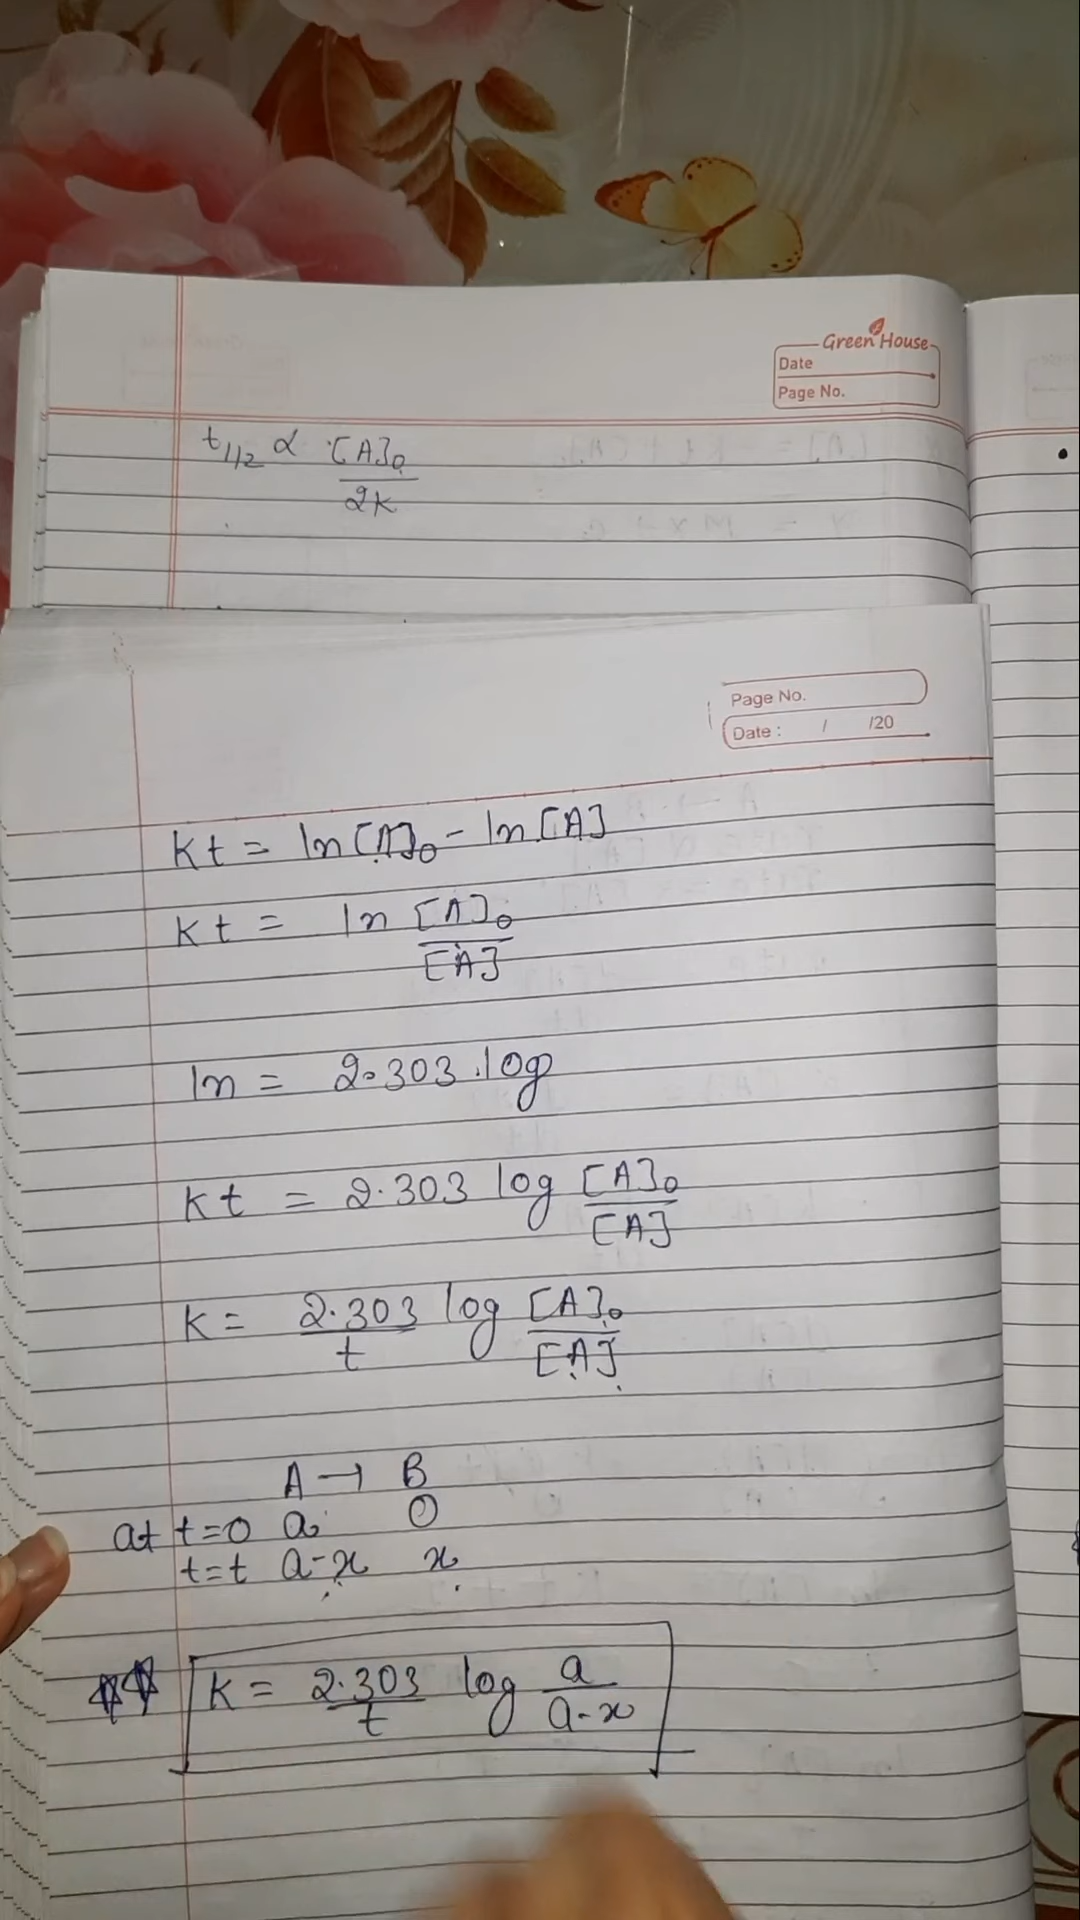 Green House
Date
Page No.
t1/2 ∝ [A]₀
2K
Page No.
Date : / /20
Kt = ln[A]₀ - ln[A]
Kt = ln [A]₀
[A]
ln = 2.303 log
Kt = 2.303 log [A]₀
[A]
K = 2.303 log [A]₀
t [A]
A → B
at t=0 a 0
t=t a-x x
K = 2.303 log a
t a-x